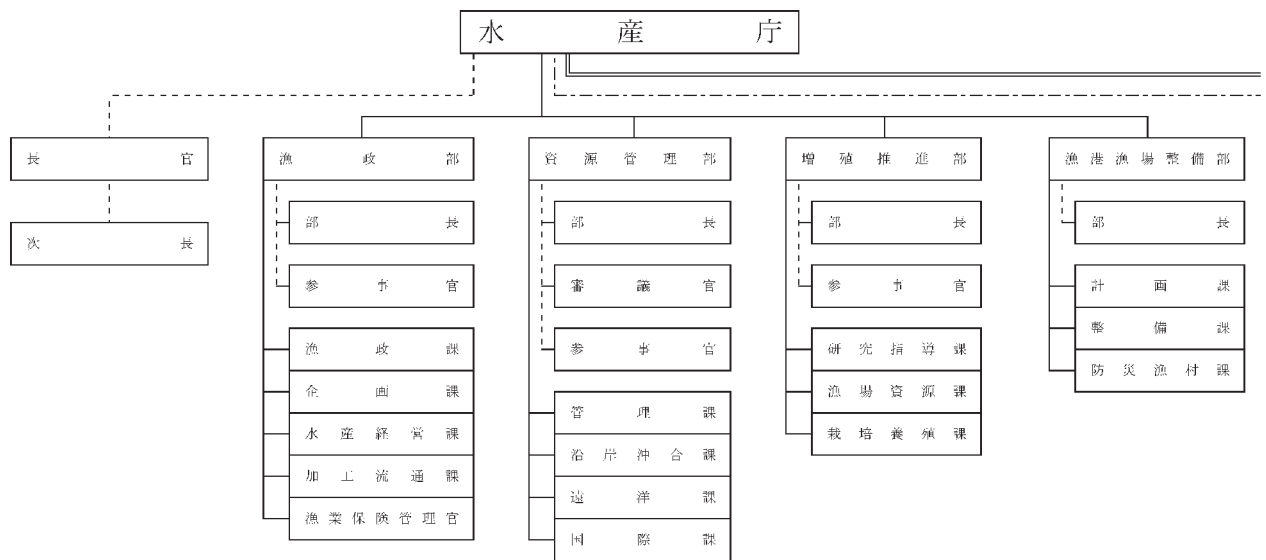 水産庁
長官
次長
漁政部
部長
参事官
漁政課
企画課
水産経営課
加工流通課
漁業保険管理官
資源管理部
部長
審議官
参事官
管理課
沿岸沖合課
遠洋課
国際課
増殖推進部
部長
参事官
研究指導課
漁場資源課
栽培養殖課
漁港漁場整備部
部長
計画課
整備課
防災漁村課